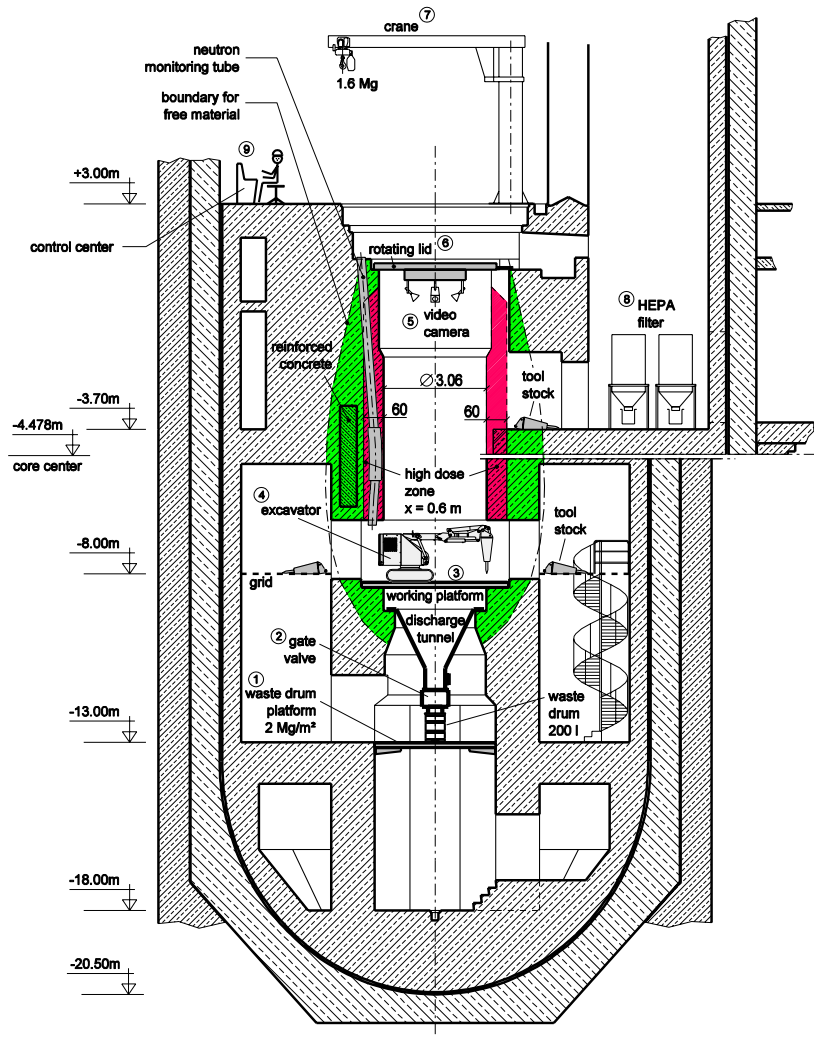 ⑦
crane
1.6 Mg
neutron
monitoring tube
boundary for
free material
⑨
+3.00m
control center
⑥
rotating lid
⑤ video
camera
⑧ HEPA
filter
reinforced
concrete
∅ 3.06
tool
stock
60
60
-3.70m
-4.478m
core center
high dose
zone
x = 0.6 m
④
excavator
tool
stock
-8.00m
grid
③
working platform
discharge
tunnel
② gate
valve
①
waste drum
platform
2 Mg/m²
waste
drum
200 l
-13.00m
-18.00m
-20.50m